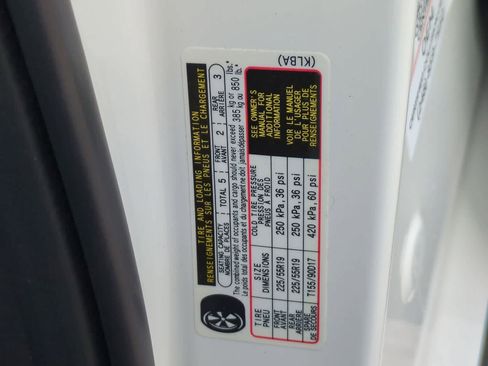 TIRE AND LOADING INFORMATION
RENSEIGNEMENTS SUR LES PNEUS ET LE CHARGEMENT
SEATING CAPACITY
NOMBRE DE PLACES
TOTAL 5
FRONT
AVANT
2
REAR
ARRIÈRE
3
The combined weight of occupants and cargo should never exceed
Le poids total des occupants et du chargement ne doit jamais dépasser
385 kg or
385 kg ou
850 lbs.
850 lb.
TIRE
PNEU
SIZE
DIMENSIONS
COLD TIRE PRESSURE
PRESSION DES
PNEUS À FROID
FRONT
AVANT
225/55R19
250 kPa, 36 psi
REAR
ARRIÈRE
225/55R19
250 kPa, 36 psi
SPARE
DE SECOURS
T155/90D17
420 kPa, 60 psi
SEE OWNER'S
MANUAL FOR
ADDITIONAL
INFORMATION
VOIR LE MANUEL
DE L'USAGER
POUR PLUS DE
RENSEIGNEMENTS
(KLBA)